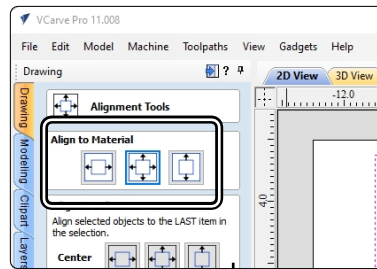 VCarve Pro 11.008
File Edit Model Machine Toolpaths View Gadgets Help
Drawing ?
2D View 3D View
Drawing
Modeling
Clipart
Layers
Alignment Tools
-12.0
Align to Material
4.0
Align selected objects to the LAST item in
the selection.
Center